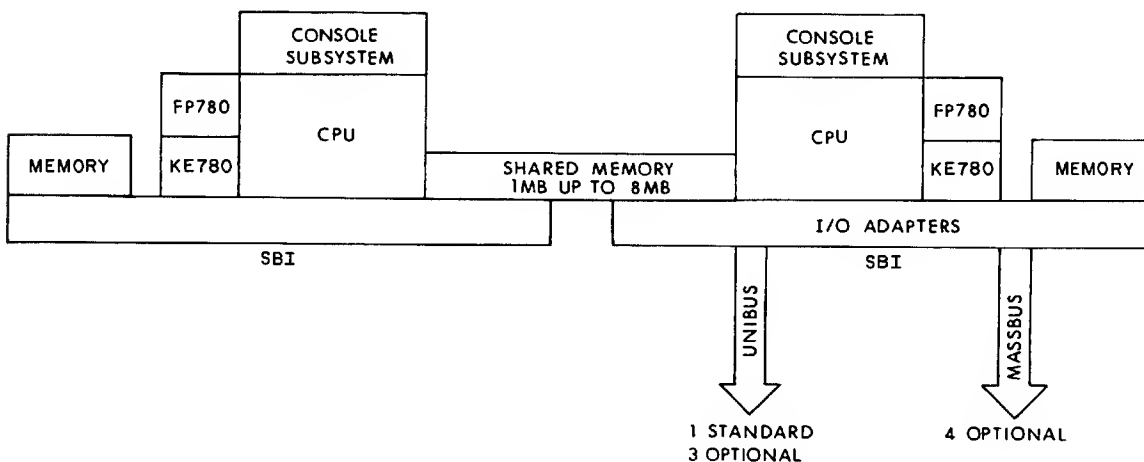 CONSOLE
SUBSYSTEM
FP780
KE780
CPU
MEMORY
SHARED MEMORY
1MB UP TO 8MB
CONSOLE
SUBSYSTEM
CPU
FP780
KE780
MEMORY
I/O ADAPTERS
SBI
SBI
UNIBUS
MASSBUS
1 STANDARD
3 OPTIONAL
4 OPTIONAL